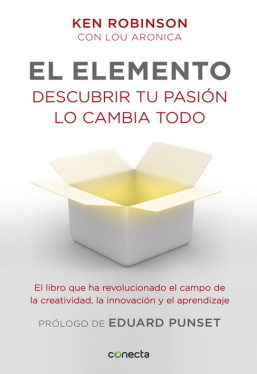 KEN ROBINSON
CON LOU ARONICA
EL ELEMENTO
DESCUBRIR TU PASIÓN
LO CAMBIA TODO
El libro que ha revolucionado el campo de
la creatividad, la innovación y el aprendizaje
PRÓLOGO DE EDUARD PUNSET
conecta